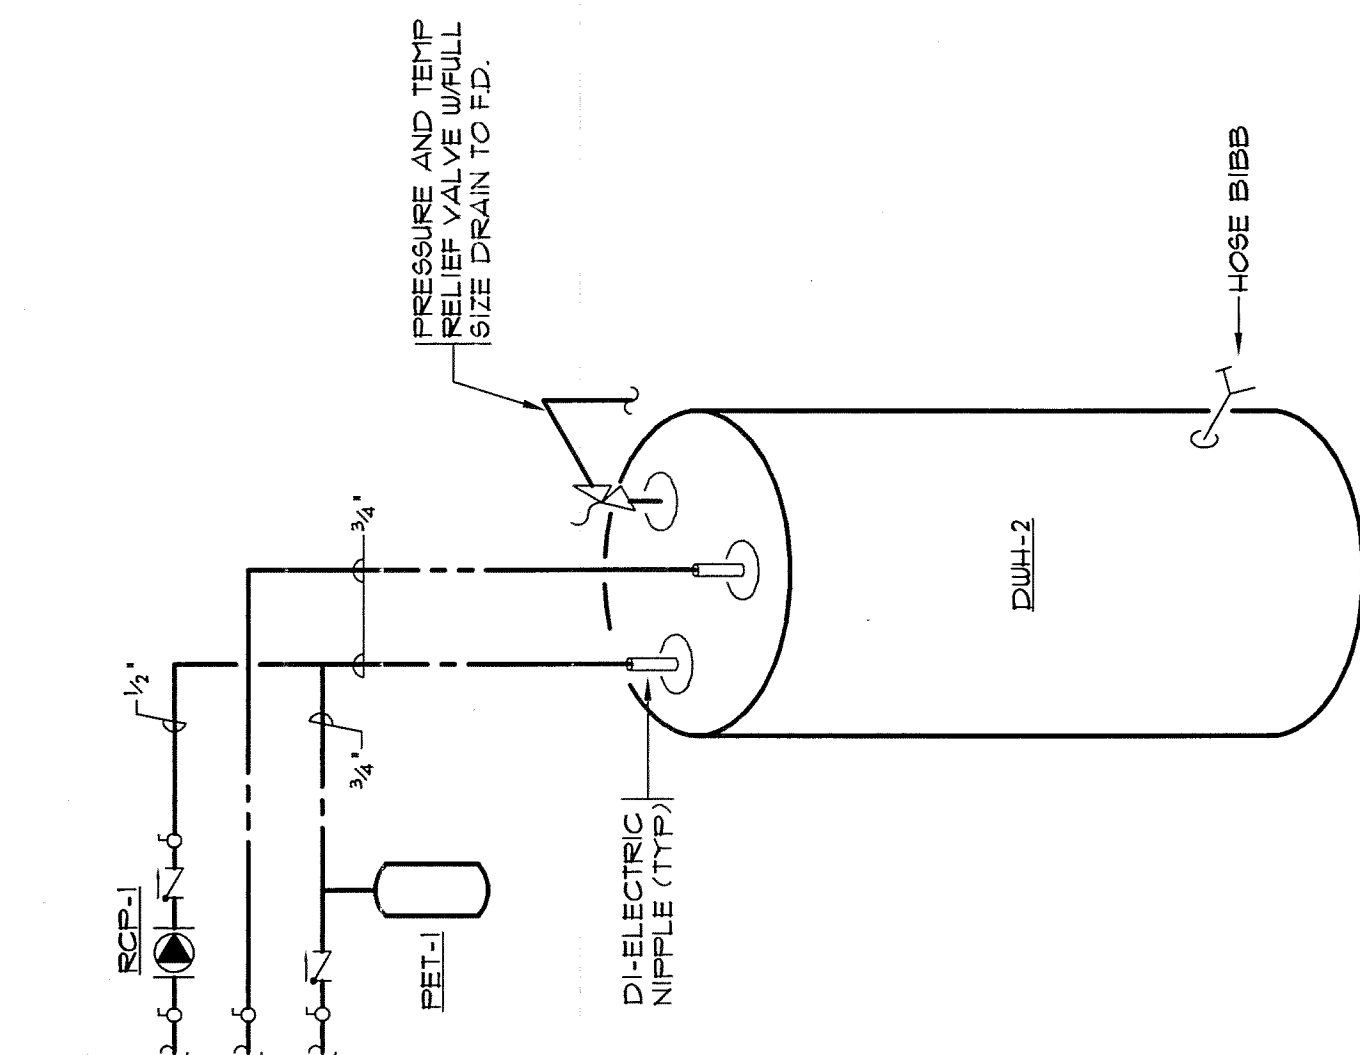 PRESSURE AND TEMP
RELIEF VALVE W/FULL
SIZE DRAIN TO F.D.
HOSE BIBB
3/4"
1/2"
3/4"
DWH-2
RCP-1
PET-1
DI-ELECTRIC
NIPPLE (TYP)